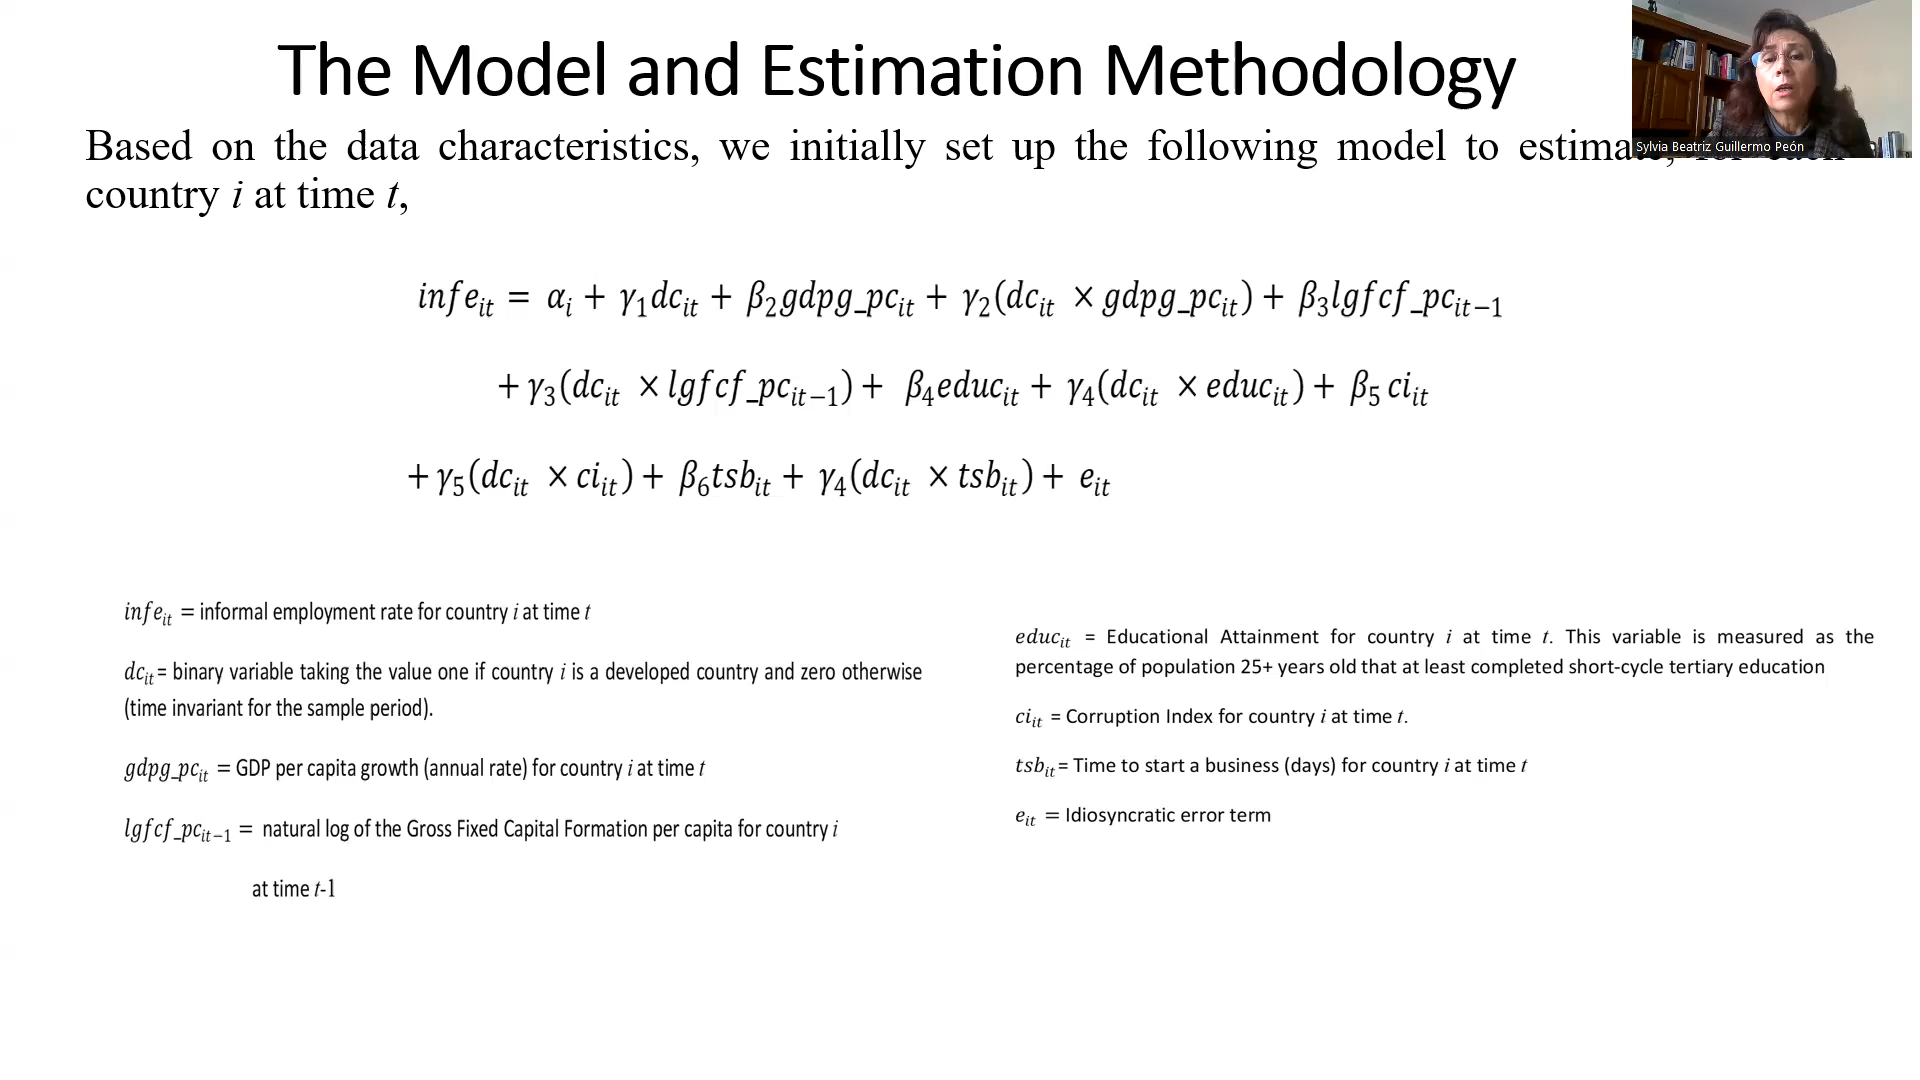 The Model and Estimation Methodology
Sylvia Beatriz Guillermo Peón
Based on the data characteristics, we initially set up the following model to estimate, for each
country i at time t,
infe_it = α_i + γ_1 dc_it + β_2 gdpg_pc_it + γ_2(dc_it × gdpg_pc_it) + β_3 lgfcf_pc_it−1
+ γ_3(dc_it × lgfcf_pc_it−1) + β_4 educ_it + γ_4(dc_it × educ_it) + β_5 ci_it
+ γ_5(dc_it × ci_it) + β_6 tsb_it + γ_4(dc_it × tsb_it) + e_it
infe_it = informal employment rate for country i at time t
dc_it = binary variable taking the value one if country i is a developed country and zero otherwise
(time invariant for the sample period).
gdpg_pc_it = GDP per capita growth (annual rate) for country i at time t
lgfcf_pc_it−1 = natural log of the Gross Fixed Capital Formation per capita for country i
at time t-1
educ_it = Educational Attainment for country i at time t. This variable is measured as the
percentage of population 25+ years old that at least completed short-cycle tertiary education
ci_it = Corruption Index for country i at time t.
tsb_it = Time to start a business (days) for country i at time t
e_it = Idiosyncratic error term